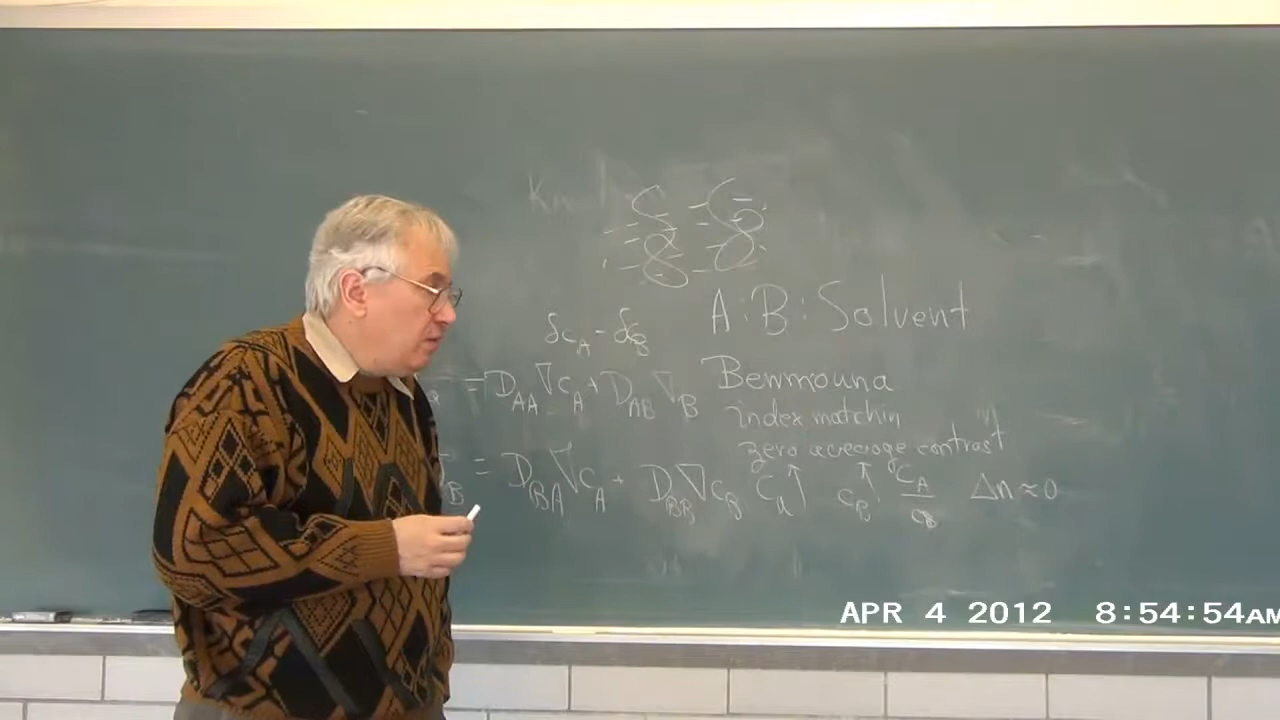 A : B : Solvent
δc_A - δc_B
Benmouna
= D_AA ∇c_A + D_AB ∇_B
index matchin
zero average contrast
_B = D_BA ∇c_A + D_BB ∇c_B
c_a ↑ c_B ↑ c_A / c_B Δn ≈ 0
APR 4 2012 8:54:54AM